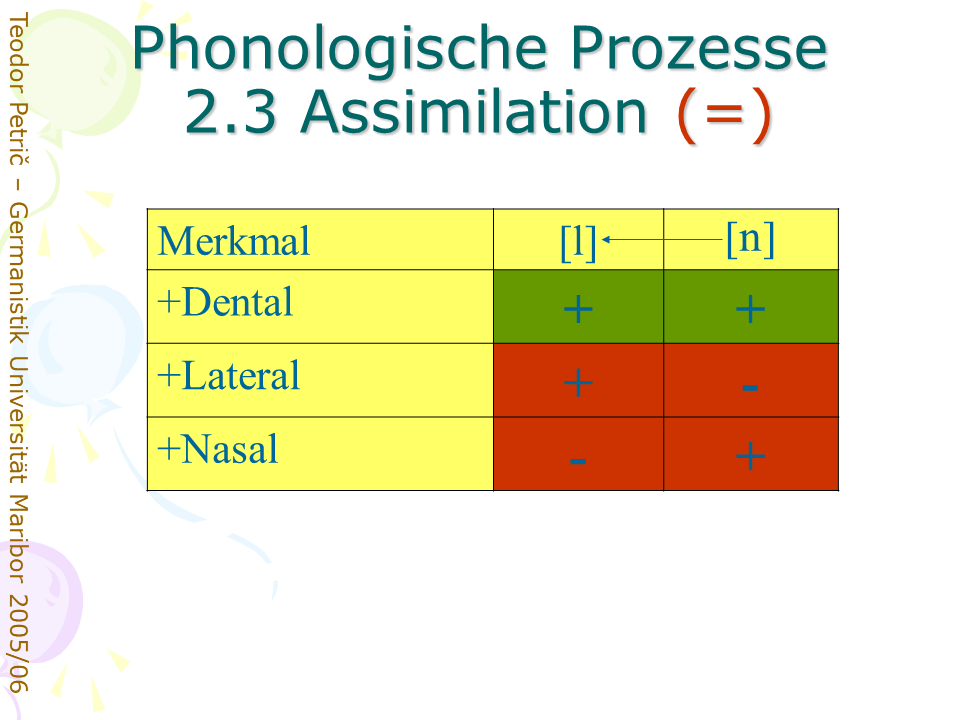 Phonologische Prozesse
2.3 Assimilation (=)
Merkmal [l] [n]
+Dental + +
+Lateral + -
+Nasal - +
Teodor Petrič – Germanistik Universität Maribor 2005/06